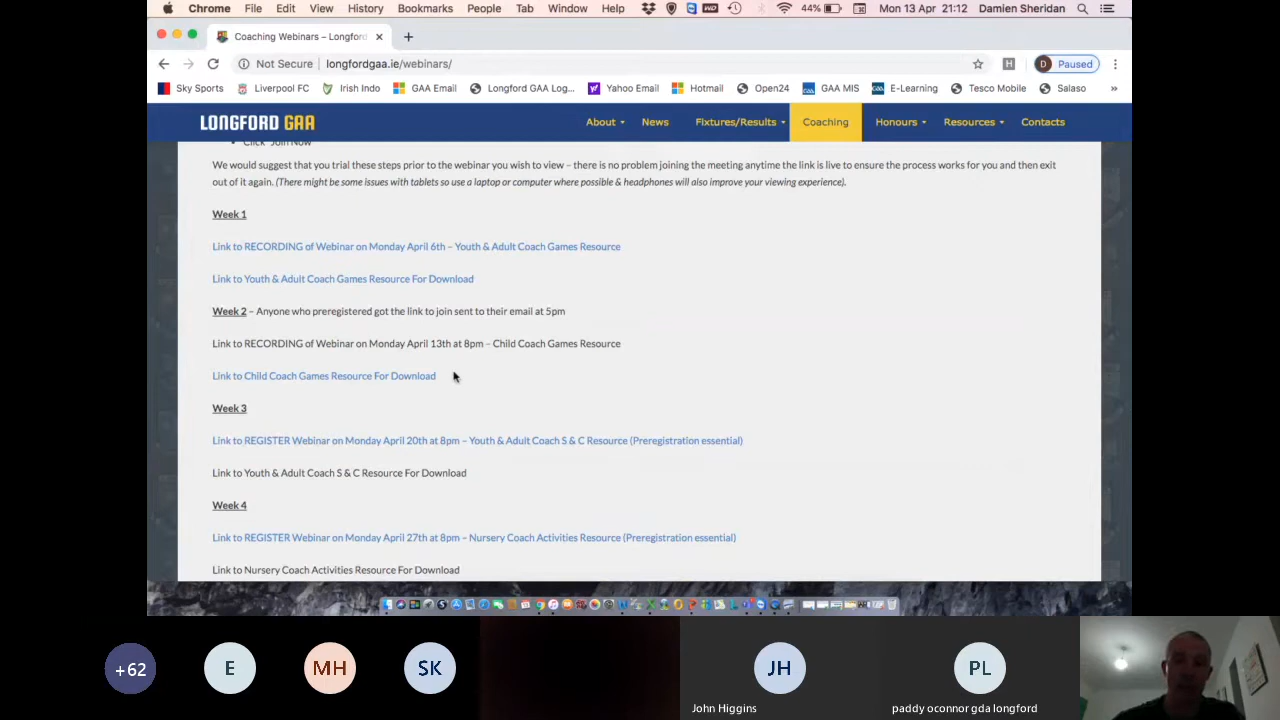 Chrome File Edit View History Bookmarks People Tab Window Help 44% Mon 13 Apr 21:12 Damien Sheridan
Coaching Webinars – Longford
Not Secure longfordgaa.ie/webinars/ H D Paused
Sky Sports Liverpool FC Irish Indo GAA Email Longford GAA Log... Yahoo Email Hotmail Open24 GAA MIS E-Learning Tesco Mobile Salaso »
LONGFORD GAA About News Fixtures/Results Coaching Honours Resources Contacts
Click "Join Now"
We would suggest that you trial these steps prior to the webinar you wish to view – there is no problem joining the meeting anytime the link is live to ensure the process works for you and then exit
out of it again. (There might be some issues with tablets so use a laptop or computer where possible & headphones will also improve your viewing experience).
Week 1
Link to RECORDING of Webinar on Monday April 6th – Youth & Adult Coach Games Resource
Link to Youth & Adult Coach Games Resource For Download
Week 2 – Anyone who preregistered got the link to join sent to their email at 5pm
Link to RECORDING of Webinar on Monday April 13th at 8pm – Child Coach Games Resource
Link to Child Coach Games Resource For Download
Week 3
Link to REGISTER Webinar on Monday April 20th at 8pm – Youth & Adult Coach S & C Resource (Preregistration essential)
Link to Youth & Adult Coach S & C Resource For Download
Week 4
Link to REGISTER Webinar on Monday April 27th at 8pm – Nursery Coach Activities Resource (Preregistration essential)
Link to Nursery Coach Activities Resource For Download
+62 E MH SK JH PL
John Higgins paddy oconnor gda longford